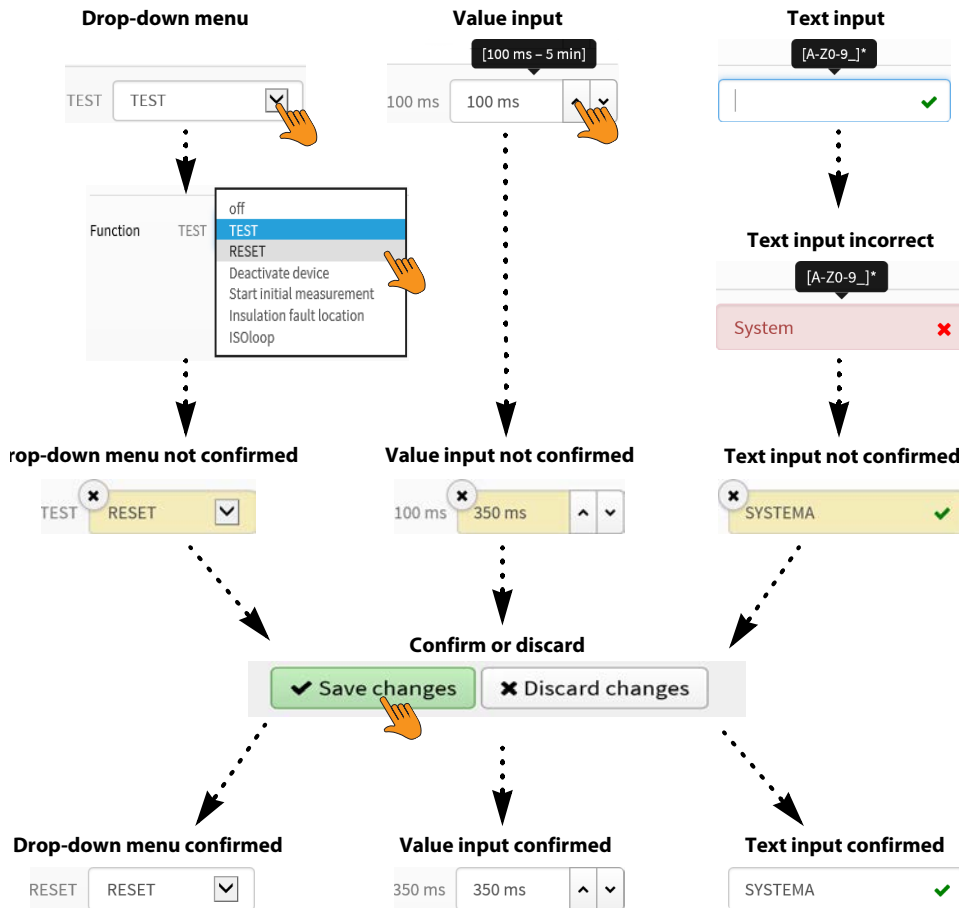 Drop-down menu
Value input
Text input
[100 ms – 5 min]
[A-Z0-9_]*
TEST
TEST
100 ms
100 ms
Function
TEST
off
TEST
RESET
Deactivate device
Start initial measurement
Insulation fault location
ISOloop
Text input incorrect
[A-Z0-9_]*
System
rop-down menu not confirmed
Value input not confirmed
Text input not confirmed
TEST
RESET
100 ms
350 ms
SYSTEMA
Confirm or discard
Save changes
Discard changes
Drop-down menu confirmed
Value input confirmed
Text input confirmed
RESET
RESET
350 ms
350 ms
SYSTEMA